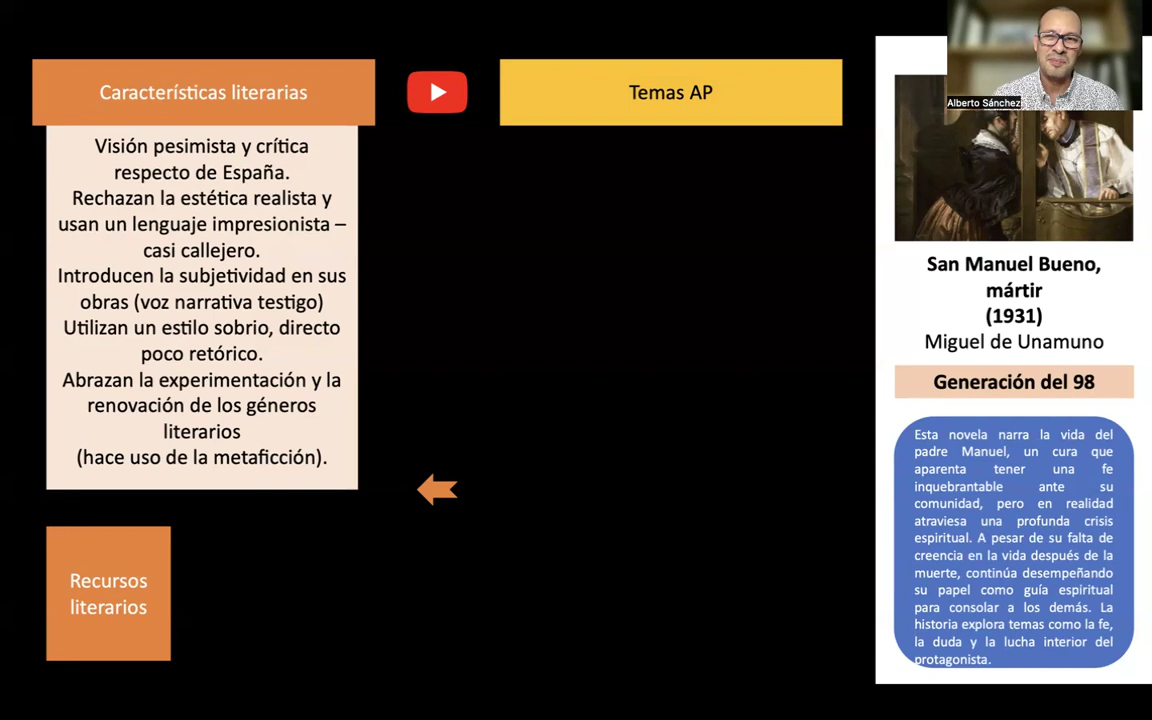 Características literarias
Visión pesimista y crítica
respecto de España.
Rechazan la estética realista y
usan un lenguaje impresionista –
casi callejero.
Introducen la subjetividad en sus
obras (voz narrativa testigo)
Utilizan un estilo sobrio, directo
poco retórico.
Abrazan la experimentación y la
renovación de los géneros
literarios
(hace uso de la metaficción).
Recursos
literarios
Temas AP
Alberto Sánchez
San Manuel Bueno,
mártir
(1931)
Miguel de Unamuno
Generación del 98
Esta novela narra la vida del
padre Manuel, un cura que
aparenta tener una fe
inquebrantable ante su
comunidad, pero en realidad
atraviesa una profunda crisis
espiritual. A pesar de su falta de
creencia en la vida después de la
muerte, continúa desempeñando
su papel como guía espiritual
para consolar a los demás. La
historia explora temas como la fe,
la duda y la lucha interior del
protagonista.